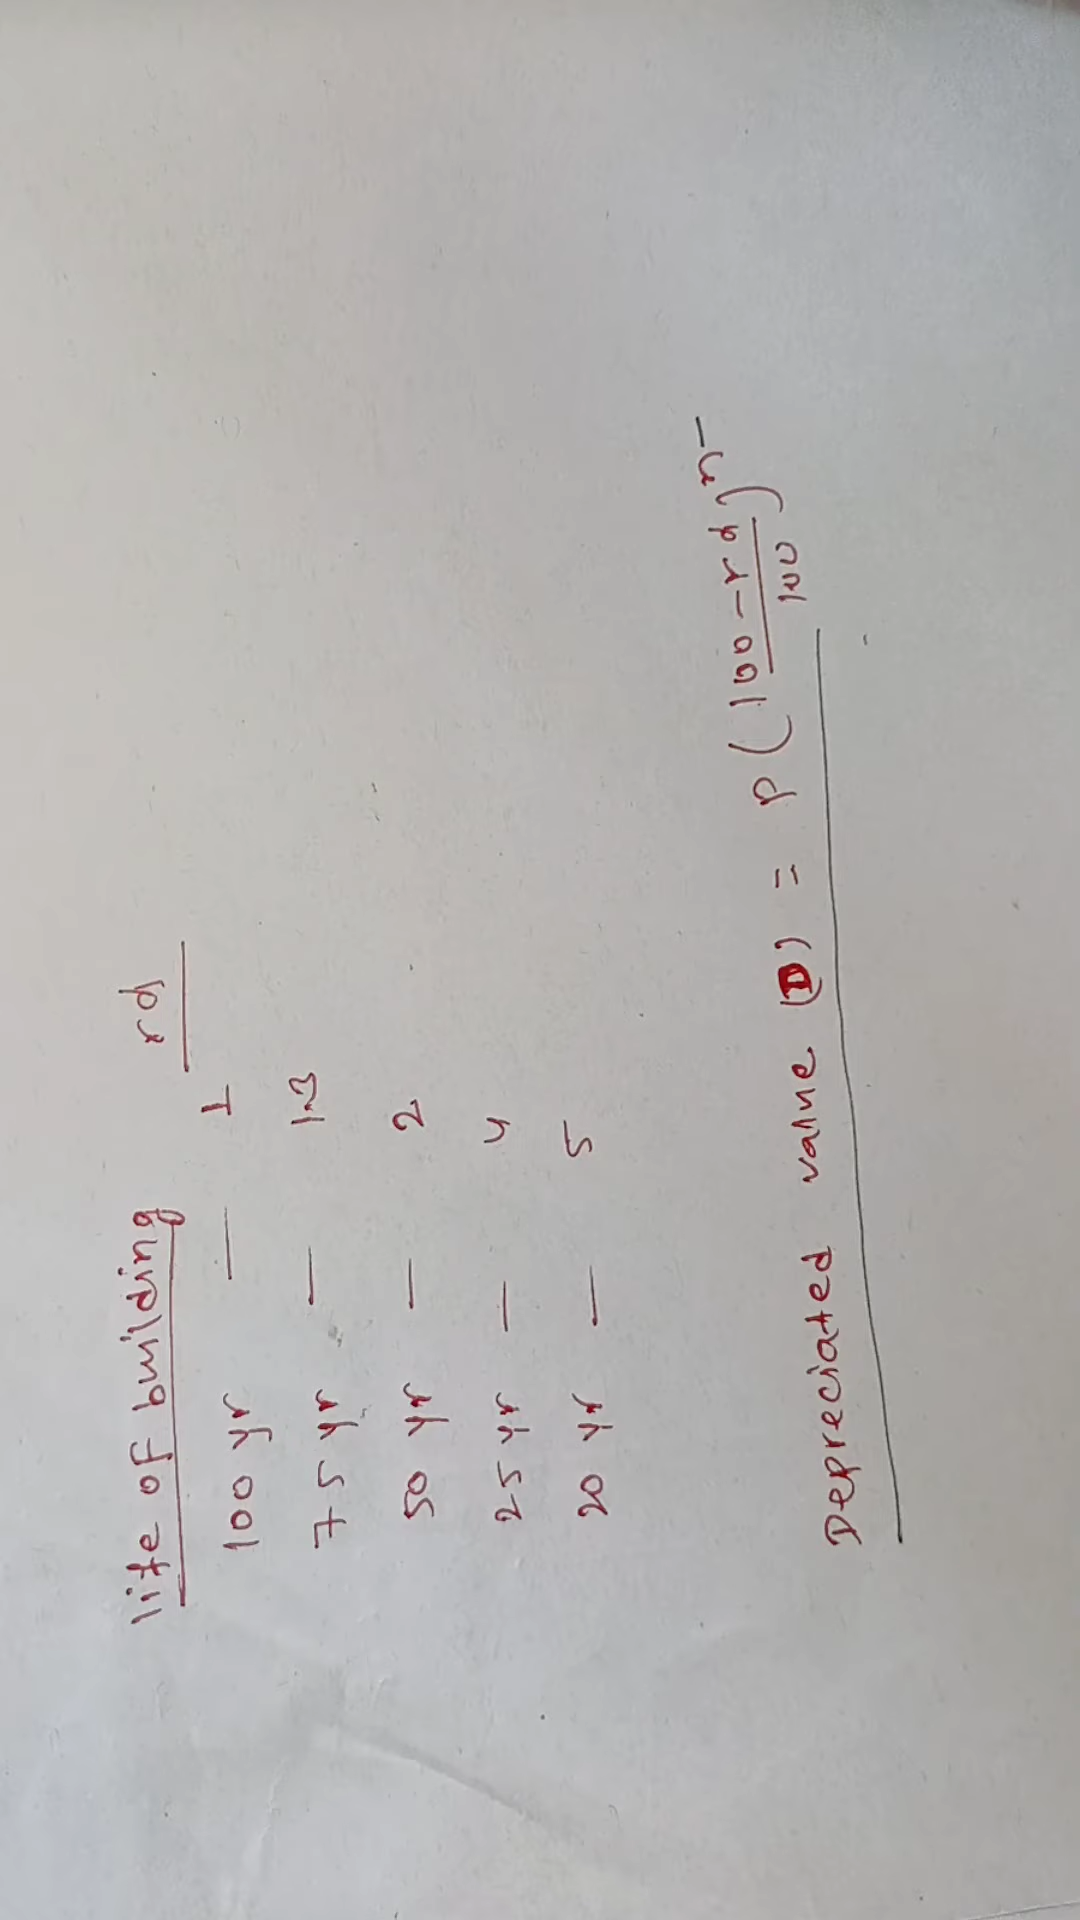 life of building rd
100 yr — 1
75 yr — 1.3
50 yr — 2
25 yr — 4
20 yr — 5
Depreciated value (D) = P(100-rd/100)^n